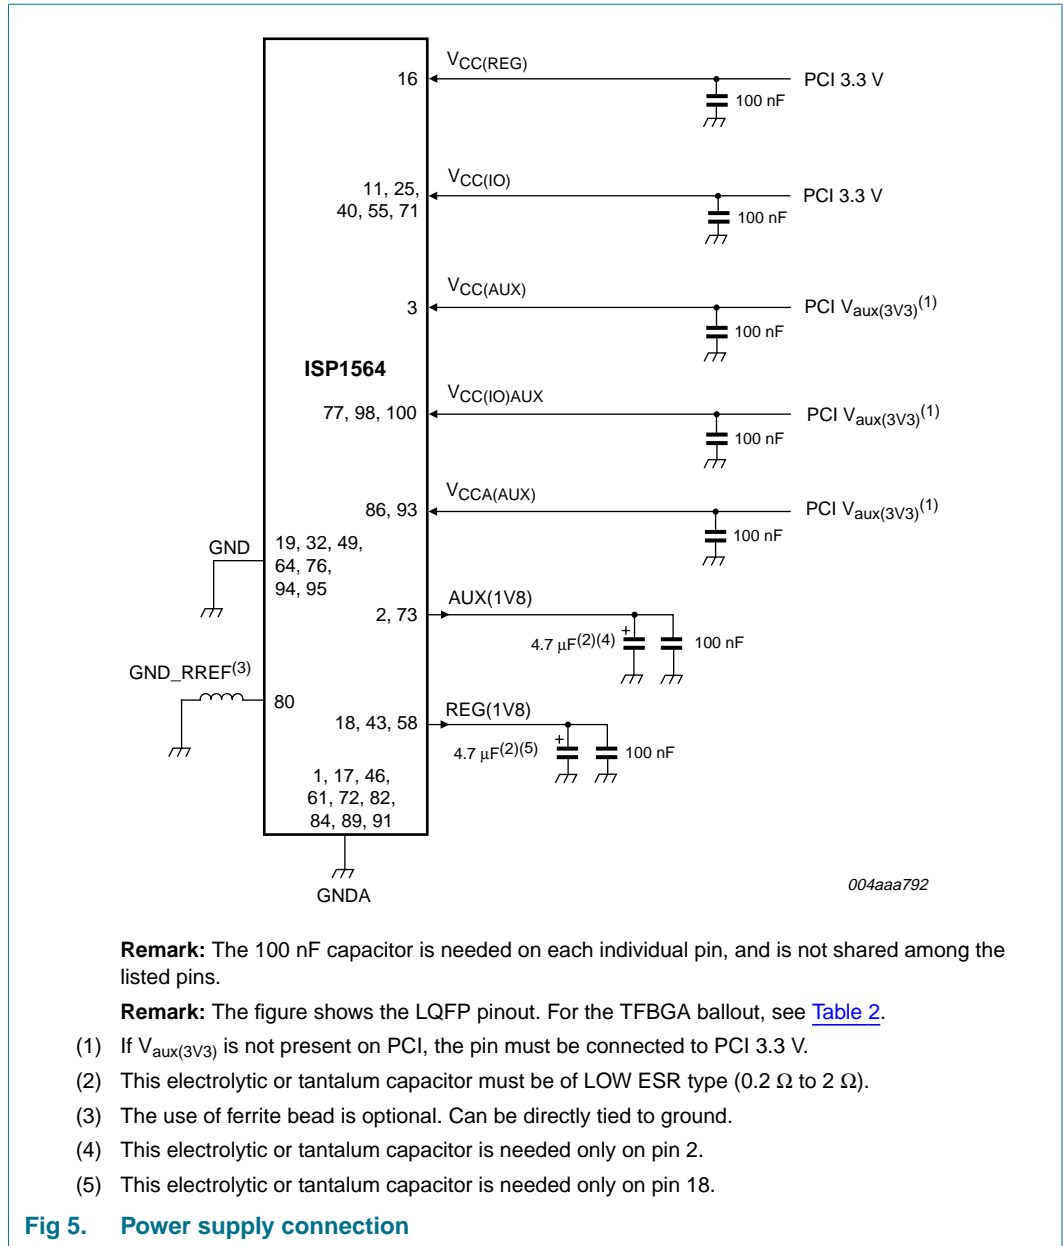 VCC(REG)
16
PCI 3.3 V
100 nF
VCC(IO)
11, 25,
40, 55, 71
PCI 3.3 V
100 nF
VCC(AUX)
3
PCI Vaux(3V3)(1)
100 nF
ISP1564
VCC(IO)AUX
77, 98, 100
PCI Vaux(3V3)(1)
100 nF
VCCA(AUX)
86, 93
PCI Vaux(3V3)(1)
100 nF
GND
19, 32, 49,
64, 76,
94, 95
AUX(1V8)
2, 73
+
4.7 µF(2)(4)
100 nF
GND_RREF(3)
80
REG(1V8)
18, 43, 58
+
4.7 µF(2)(5)
100 nF
1, 17, 46,
61, 72, 82,
84, 89, 91
GNDA
004aaa792
Remark: The 100 nF capacitor is needed on each individual pin, and is not shared among the
listed pins.
Remark: The figure shows the LQFP pinout. For the TFBGA ballout, see Table 2.
(1) If Vaux(3V3) is not present on PCI, the pin must be connected to PCI 3.3 V.
(2) This electrolytic or tantalum capacitor must be of LOW ESR type (0.2 Ω to 2 Ω).
(3) The use of ferrite bead is optional. Can be directly tied to ground.
(4) This electrolytic or tantalum capacitor is needed only on pin 2.
(5) This electrolytic or tantalum capacitor is needed only on pin 18.
Fig 5. Power supply connection